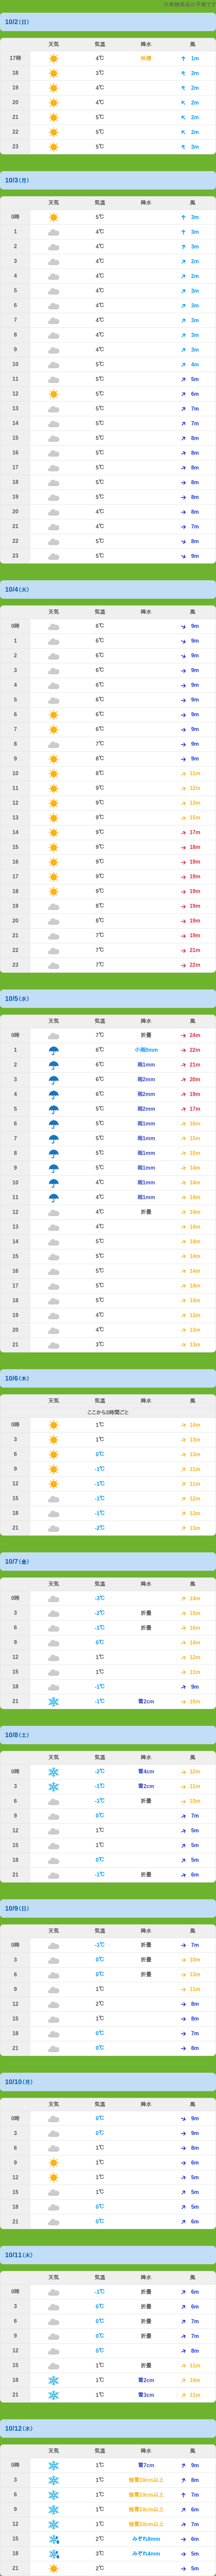 10/2(日)
天気 気温 降水 風
17時 4℃ 快晴 1m
18 3℃ 2m
19 4℃ 2m
20 4℃ 2m
21 5℃ 2m
22 5℃ 2m
23 5℃ 3m
10/3(月)
天気 気温 降水 風
0時 5℃ 3m
1 4℃ 3m
2 4℃ 3m
3 4℃ 2m
4 4℃ 2m
5 4℃ 3m
6 4℃ 3m
7 4℃ 3m
8 4℃ 3m
9 4℃ 3m
10 5℃ 4m
11 5℃ 5m
12 5℃ 6m
13 5℃ 7m
14 5℃ 7m
15 5℃ 8m
16 5℃ 8m
17 5℃ 8m
18 5℃ 8m
19 5℃ 8m
20 4℃ 8m
21 4℃ 7m
22 5℃ 8m
23 5℃ 9m
10/4(火)
天気 気温 降水 風
0時 6℃ 9m
1 6℃ 9m
2 6℃ 9m
3 6℃ 9m
4 6℃ 9m
5 6℃ 9m
6 6℃ 9m
7 6℃ 9m
8 7℃ 9m
9 8℃ 9m
10 8℃ 11m
11 9℃ 12m
12 9℃ 13m
13 9℃ 15m
14 9℃ 17m
15 9℃ 18m
16 9℃ 19m
17 9℃ 19m
18 9℃ 19m
19 8℃ 19m
20 8℃ 19m
21 7℃ 19m
22 7℃ 21m
23 7℃ 22m
10/5(水)
天気 気温 降水 風
0時 7℃ 折畳 24m
1 6℃ 小雨0mm 22m
2 6℃ 雨1mm 21m
3 6℃ 雨2mm 20m
4 6℃ 雨2mm 19m
5 5℃ 雨2mm 17m
6 5℃ 雨1mm 16m
7 5℃ 雨1mm 15m
8 5℃ 雨1mm 15m
9 5℃ 雨1mm 14m
10 4℃ 雨1mm 14m
11 4℃ 雨1mm 14m
12 4℃ 折畳 14m
13 4℃ 14m
14 5℃ 14m
15 5℃ 14m
16 5℃ 14m
17 5℃ 14m
18 5℃ 14m
19 4℃ 13m
20 4℃ 13m
21 3℃ 13m
10/6(木)
天気 気温 降水 風
ここから3時間ごと
0時 1℃ 14m
3 1℃ 13m
6 0℃ 13m
9 -1℃ 11m
12 -1℃ 11m
15 -1℃ 12m
18 -1℃ 13m
21 -2℃ 13m
10/7(金)
天気 気温 降水 風
0時 -3℃ 14m
3 -2℃ 折畳 15m
6 -1℃ 折畳 16m
9 0℃ 14m
12 1℃ 12m
15 1℃ 11m
18 -1℃ 9m
21 -1℃ 雪2cm 10m
10/8(土)
天気 気温 降水 風
0時 -2℃ 雪4cm 12m
3 -1℃ 雪2cm 11m
6 -1℃ 折畳 10m
9 0℃ 7m
12 1℃ 5m
15 1℃ 5m
18 0℃ 5m
21 -1℃ 折畳 6m
10/9(日)
天気 気温 降水 風
0時 -1℃ 折畳 7m
3 0℃ 折畳 10m
6 0℃ 折畳 13m
9 1℃ 11m
12 2℃ 8m
15 1℃ 8m
18 0℃ 7m
21 0℃ 8m
10/10(月)
天気 気温 降水 風
0時 0℃ 9m
3 0℃ 9m
6 1℃ 8m
9 1℃ 6m
12 1℃ 5m
15 1℃ 5m
18 0℃ 5m
21 0℃ 6m
10/11(火)
天気 気温 降水 風
0時 -1℃ 折畳 6m
3 0℃ 折畳 6m
6 0℃ 折畳 7m
9 0℃ 折畳 7m
12 0℃ 8m
15 1℃ 折畳 11m
18 1℃ 雪2cm 14m
21 1℃ 雪3cm 11m
10/12(水)
天気 気温 降水 風
0時 1℃ 雪7cm 9m
3 1℃ 強雪10cm以上 8m
6 1℃ 強雪10cm以上 7m
9 1℃ 強雪10cm以上 6m
12 1℃ 強雪10cm以上 7m
15 2℃ みぞれ8mm 6m
18 3℃ みぞれ4mm 5m
21 2℃ 5m